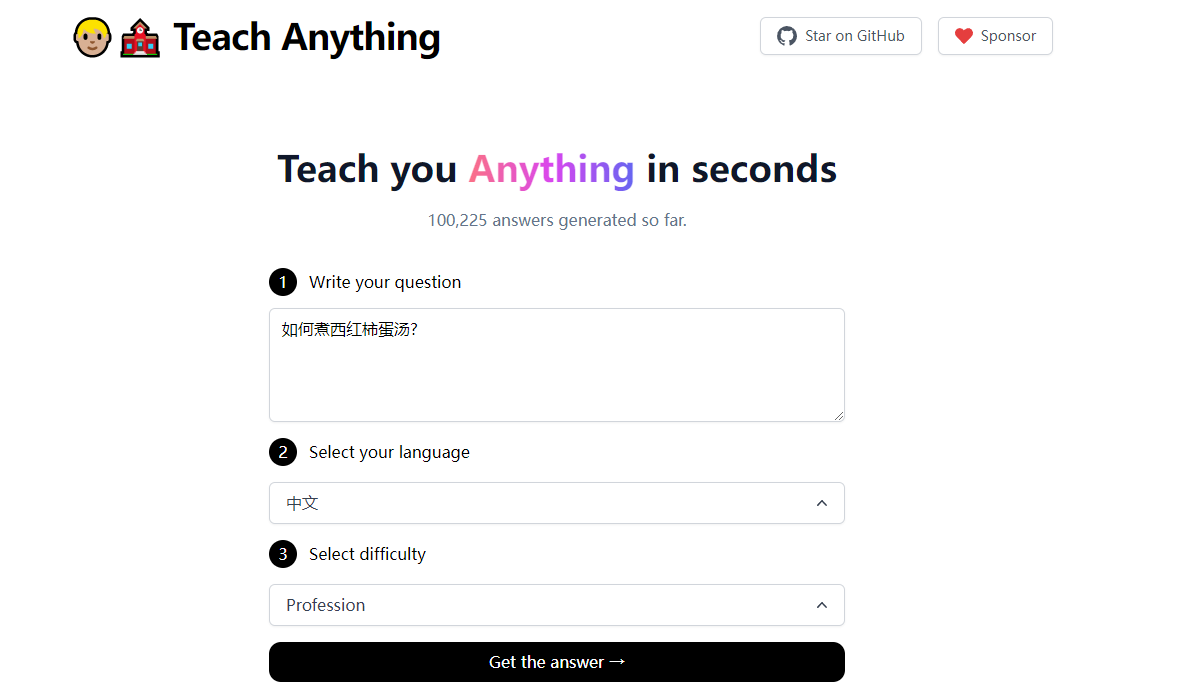 Teach Anything
Star on GitHub
Sponsor
Teach you Anything in seconds
100,225 answers generated so far.
1 Write your question
如何煮西红柿蛋汤?
2 Select your language
中文
3 Select difficulty
Profession
Get the answer →